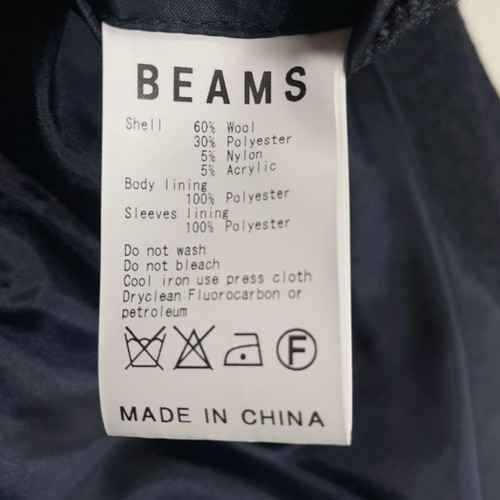 BEAMS
Shell 60% Wool
30% Polyester
5% Nylon
5% Acrylic
Body lining
100% Polyester
Sleeves lining
100% Polyester
Do not wash
Do not bleach
Cool iron use press cloth
Dryclean:Fluorocarbon or
petroleum
F
MADE IN CHINA